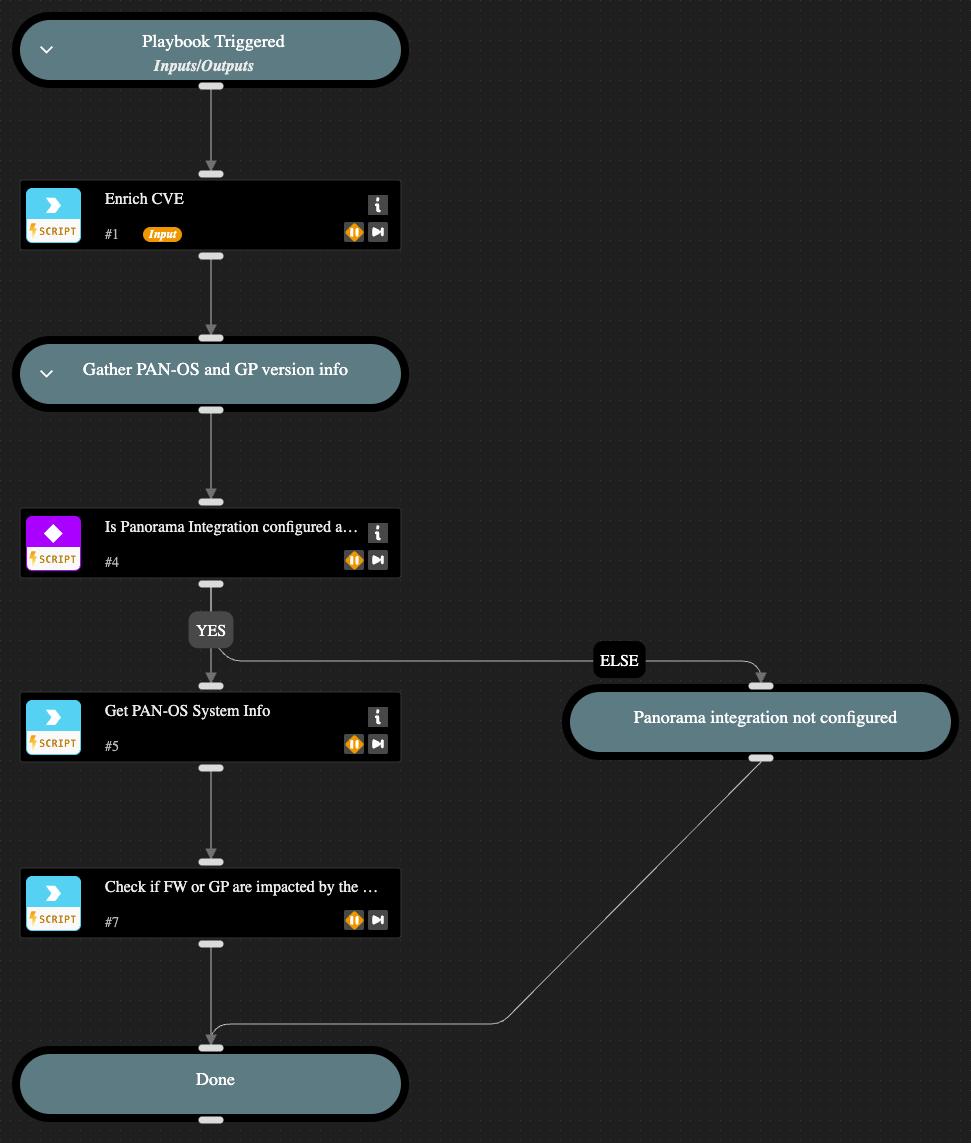 Playbook Triggered
Inputs/Outputs
Enrich CVE
SCRIPT
#1
Input
Gather PAN-OS and GP version info
Is Panorama Integration configured a…
SCRIPT
#4
YES
ELSE
Get PAN-OS System Info
SCRIPT
#5
Panorama integration not configured
Check if FW or GP are impacted by the …
SCRIPT
#7
Done